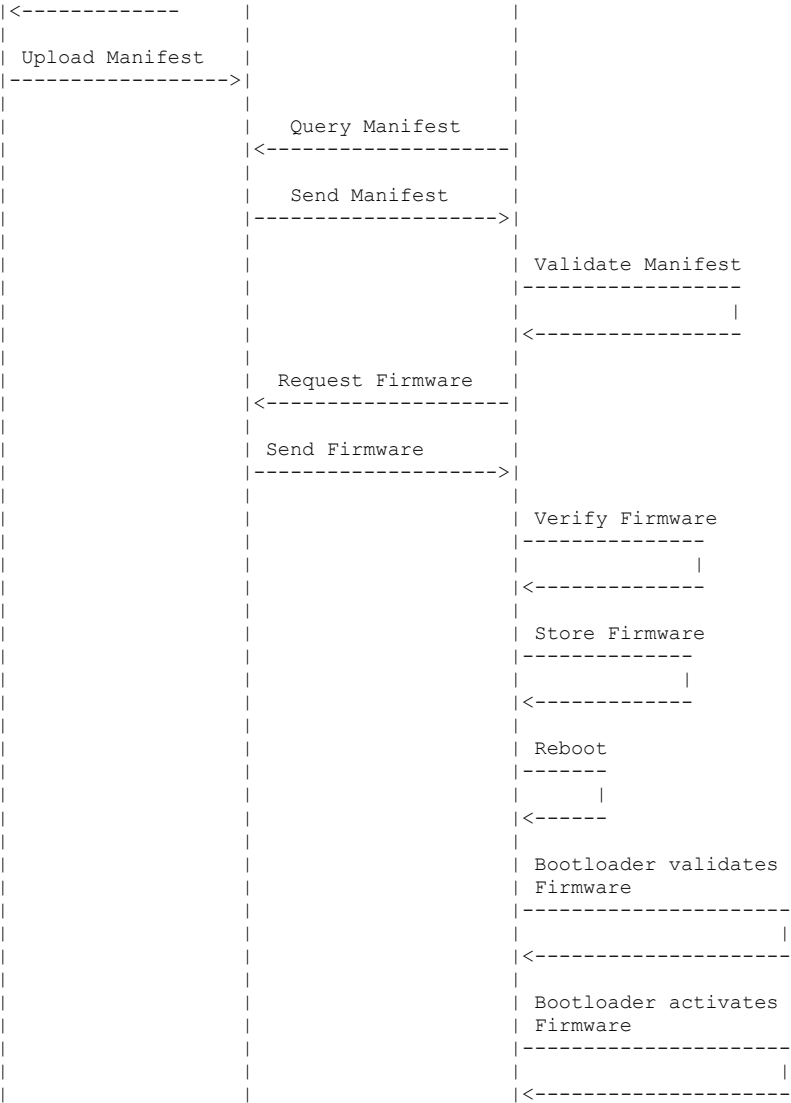 Upload Manifest
Query Manifest
Send Manifest
Validate Manifest
Request Firmware
Send Firmware
Verify Firmware
Store Firmware
Reboot
Bootloader validates
Firmware
Bootloader activates
Firmware